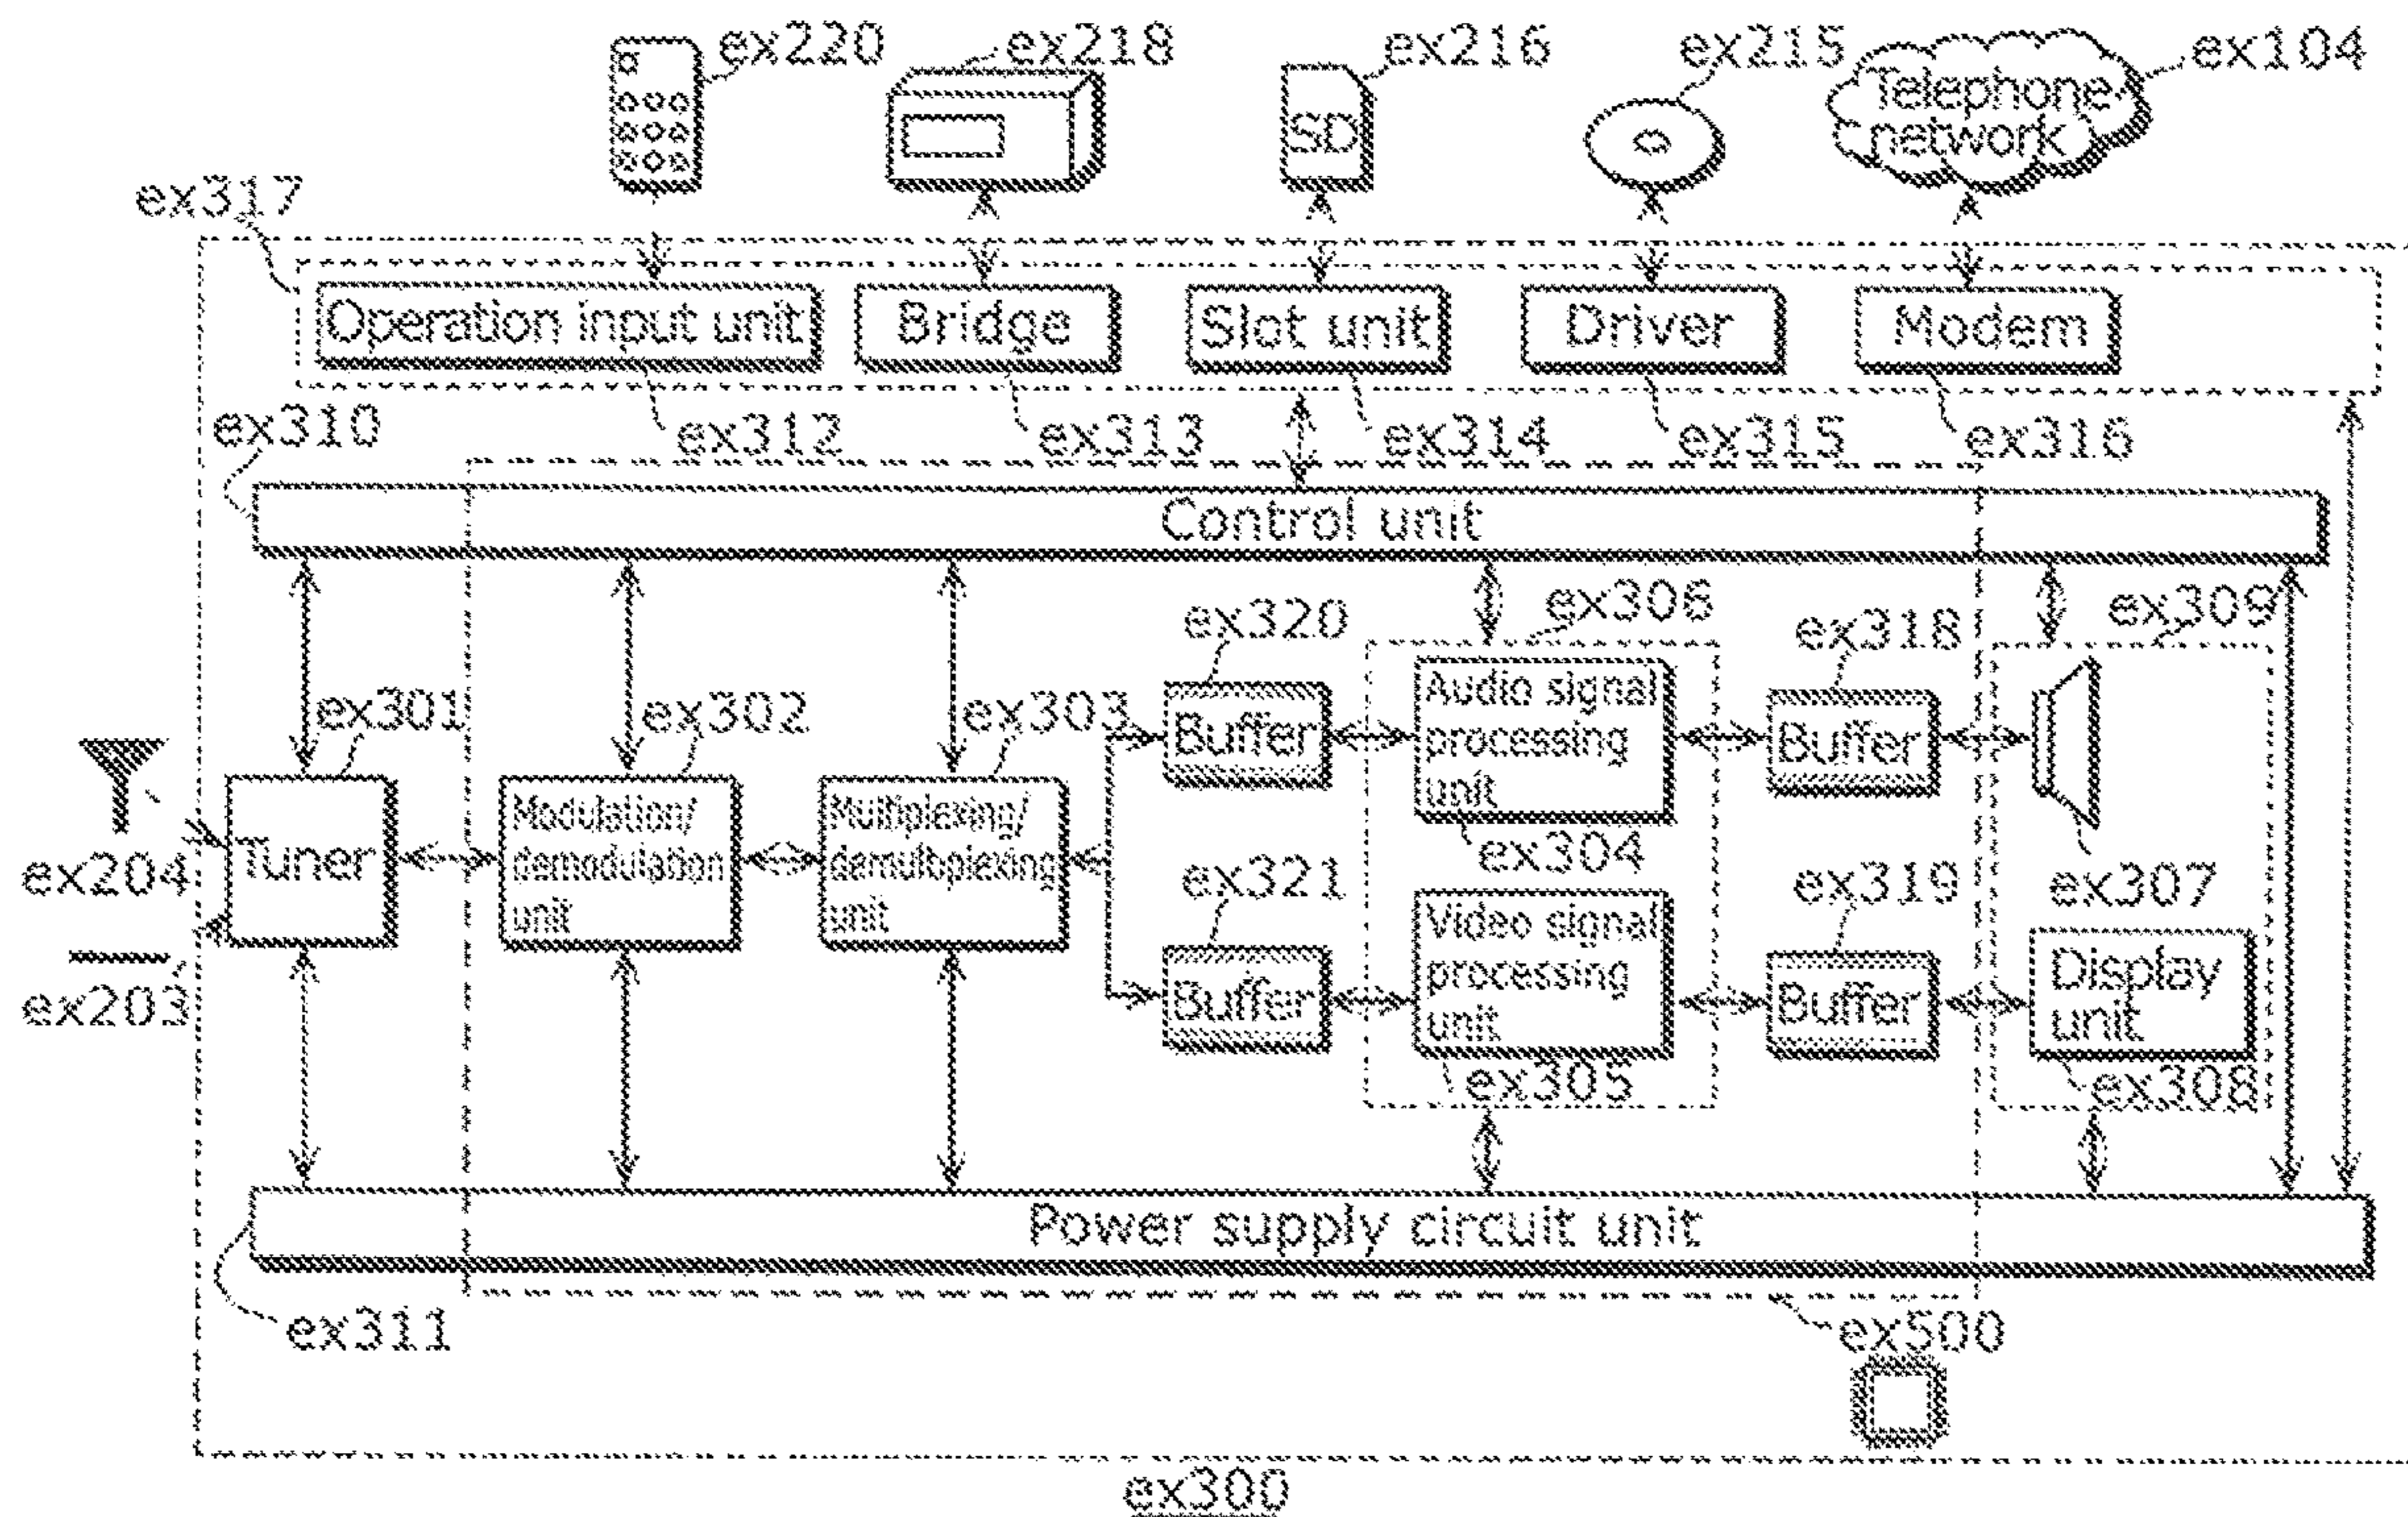 ex220
ex218
ex216
ex215
ex104
SD
Telephone
network
ex317
Operation input unit
Bridge
Slot unit
Driver
Modem
ex310
ex312
ex313
ex314
ex315
ex316
Control unit
ex320
ex306
ex318
ex309
ex301
ex302
ex303
Buffer
Audio signal
processing
unit
Buffer
ex304
ex204
Tuner
Modulation/
demodulation
unit
Multiplexing/
demultiplexing
unit
ex321
ex319
ex307
ex203
Buffer
Video signal
processing
unit
Buffer
Display
unit
ex305
ex308
Power supply circuit unit
ex311
ex500
ex300